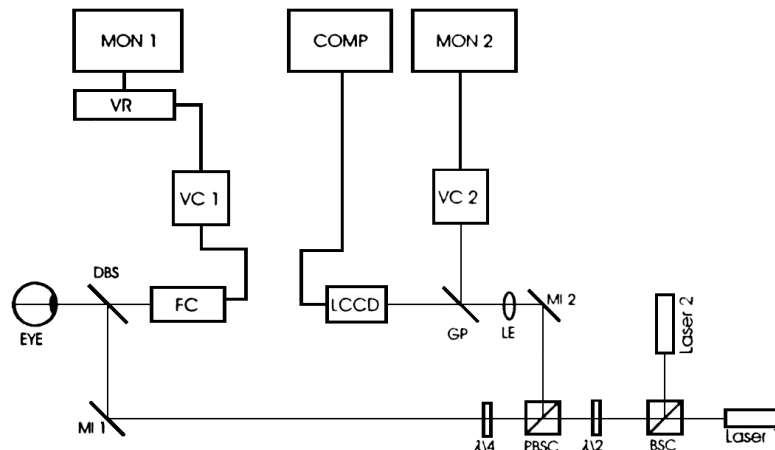 MON 1
COMP
MON 2
VR
VC 1
VC 2
DBS
FC
LCCD
EYE
GP
LE
MI 2
Laser 2
MI 1
λ\4
PBSC
λ\2
BSC
Laser